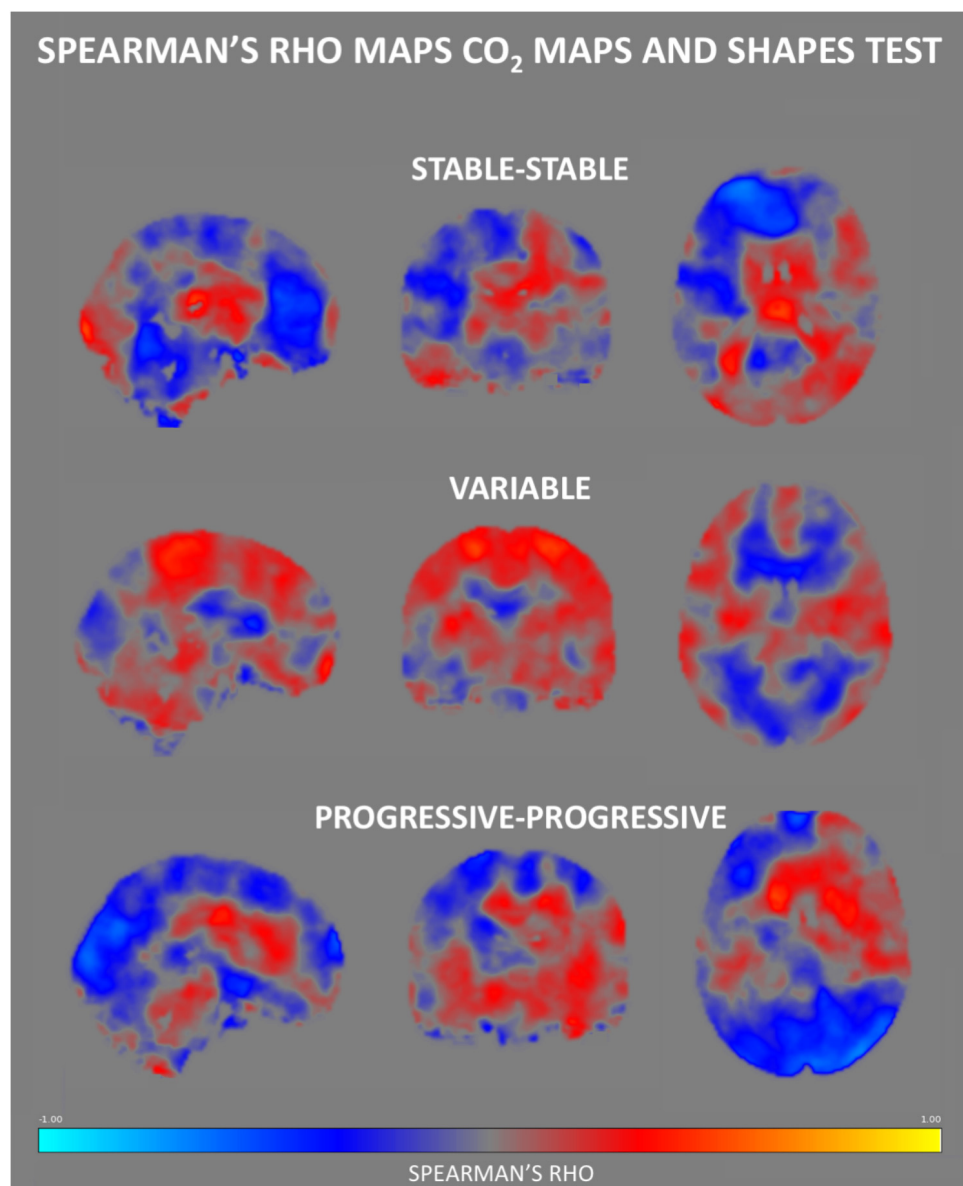 SPEARMAN’S RHO MAPS CO₂ MAPS AND SHAPES TEST
STABLE-STABLE
VARIABLE
PROGRESSIVE-PROGRESSIVE
-1.00 1.00
SPEARMAN’S RHO